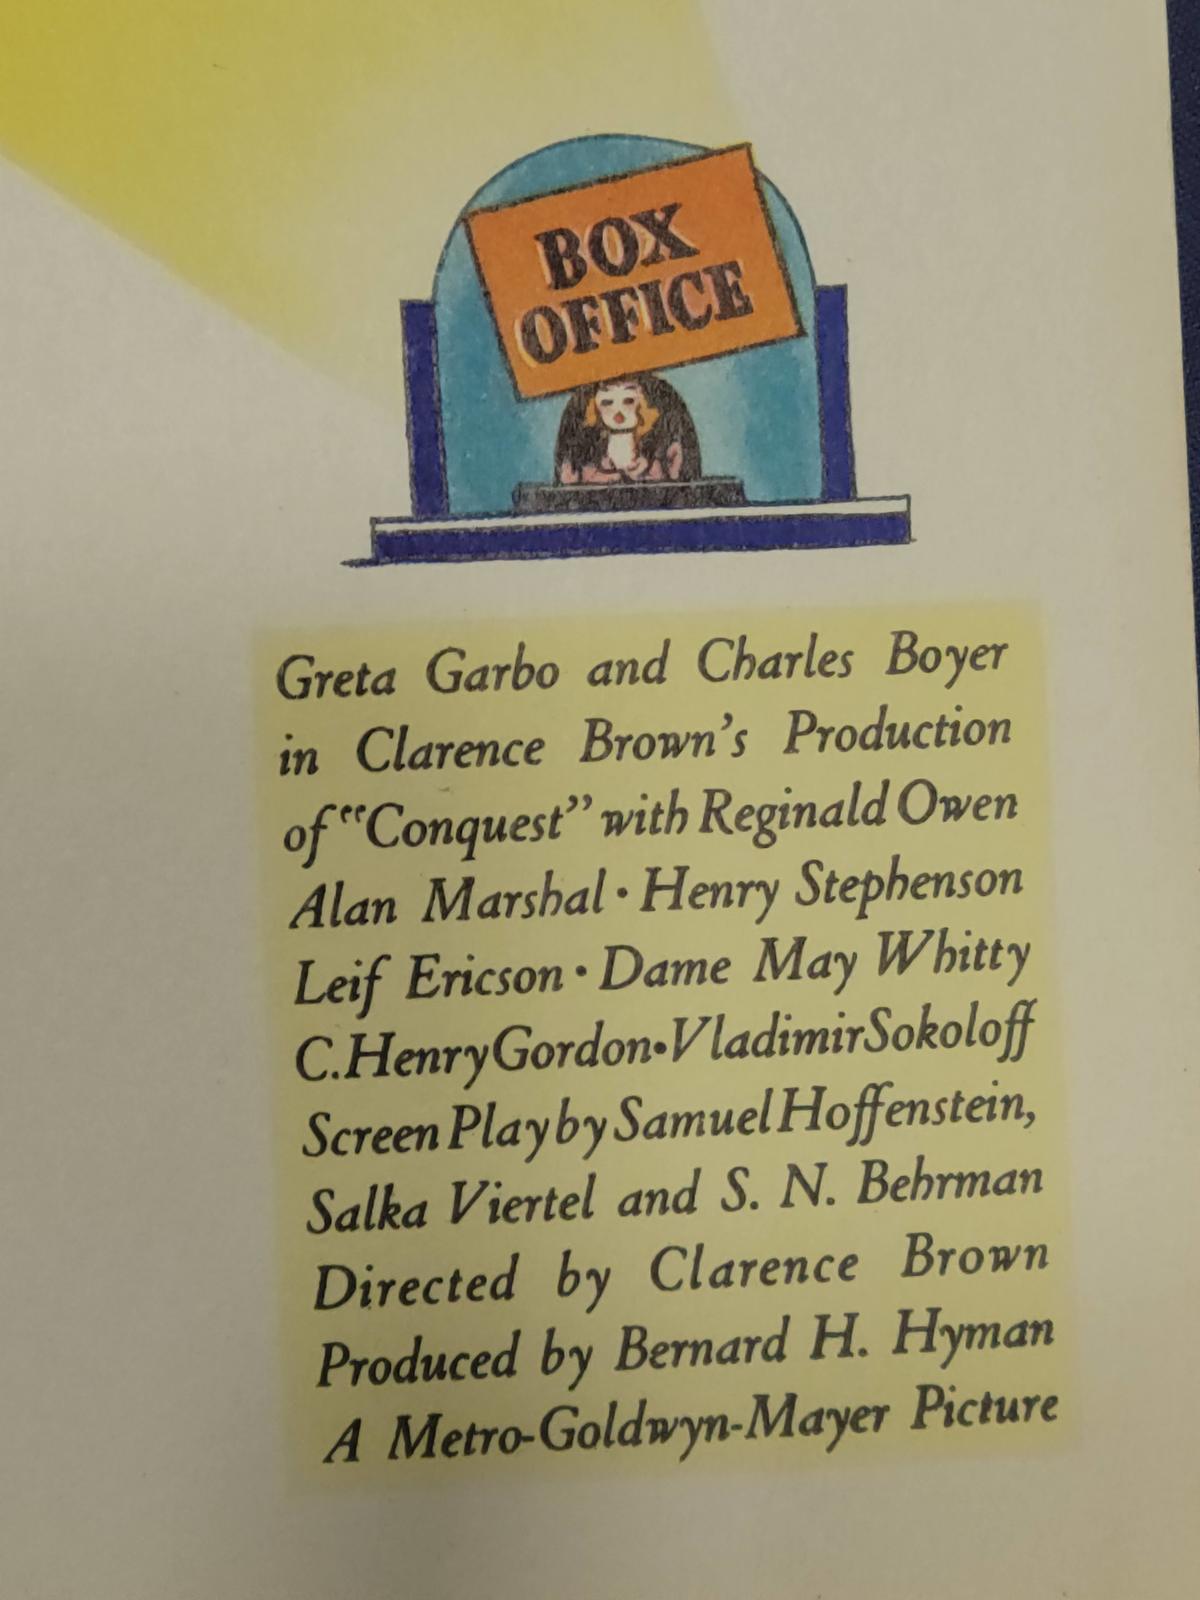 BOX
OFFICE
Greta Garbo and Charles Boyer
in Clarence Brown's Production
of "Conquest" with Reginald Owen
Alan Marshal • Henry Stephenson
Leif Ericson • Dame May Whitty
C. Henry Gordon • Vladimir Sokoloff
Screen Play by Samuel Hoffenstein,
Salka Viertel and S. N. Behrman
Directed by Clarence Brown
Produced by Bernard H. Hyman
A Metro-Goldwyn-Mayer Picture